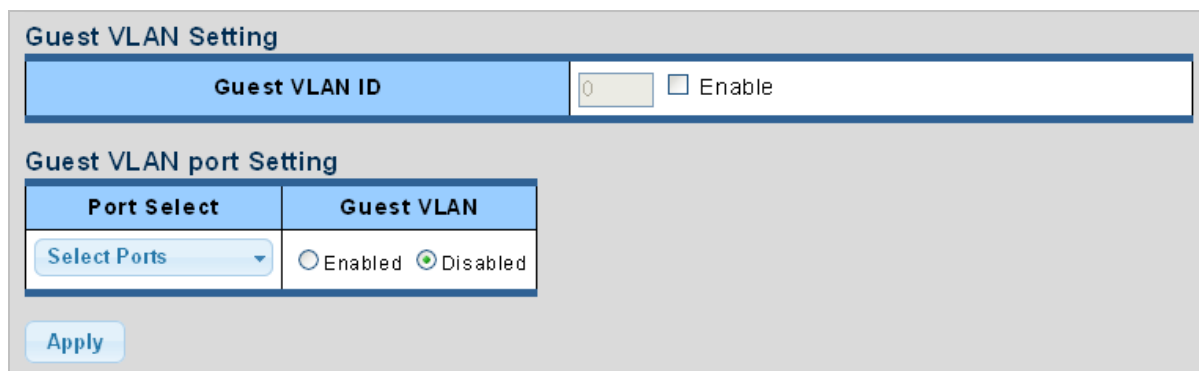 Guest VLAN Setting
Guest VLAN ID
0 Enable
Guest VLAN port Setting
Port Select Guest VLAN
Select Ports Enabled Disabled
Apply